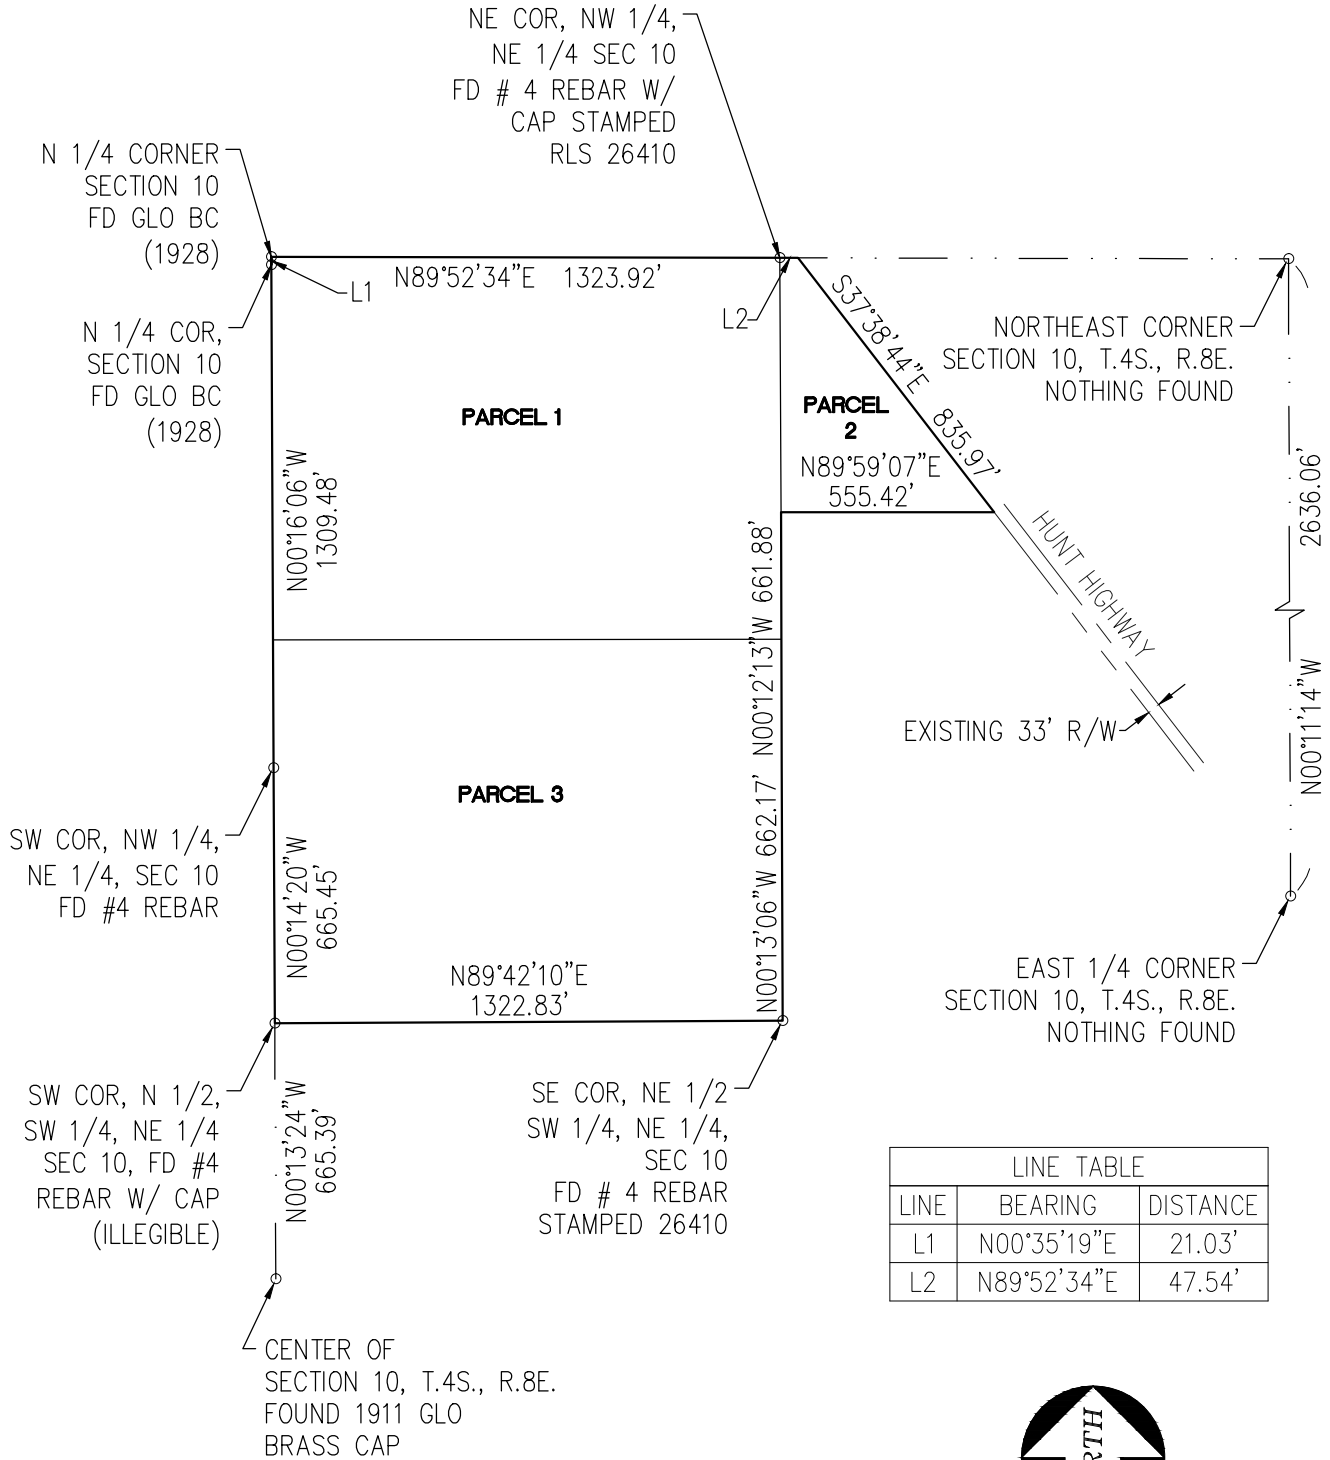 NE COR, NW 1/4,
NE 1/4 SEC 10
FD # 4 REBAR W/
CAP STAMPED
RLS 26410
N 1/4 CORNER
SECTION 10
FD GLO BC
(1928)
N89°52'34"E 1323.92'
L1
L2
N 1/4 COR,
SECTION 10
FD GLO BC
(1928)
S37°38'44"E 835.97'
NORTHEAST CORNER
SECTION 10, T.4S., R.8E.
NOTHING FOUND
PARCEL 1
PARCEL
2
N89°59'07"E
555.42'
N00°16'06"W
1309.48'
N00°12'13"W 661.88'
2636.06'
HUNT HIGHWAY
N00°11'14"W
EXISTING 33' R/W
PARCEL 3
SW COR, NW 1/4,
NE 1/4, SEC 10
FD #4 REBAR
N00°14'20"W
665.45'
N00°13'06"W 662.17'
N89°42'10"E
1322.83'
EAST 1/4 CORNER
SECTION 10, T.4S., R.8E.
NOTHING FOUND
SW COR, N 1/2,
SW 1/4, NE 1/4
SEC 10, FD #4
REBAR W/ CAP
(ILLEGIBLE)
N00°13'24"W
665.39'
SE COR, NE 1/2
SW 1/4, NE 1/4,
SEC 10
FD # 4 REBAR
STAMPED 26410
LINE TABLE
LINE BEARING DISTANCE
L1 N00°35'19"E 21.03'
L2 N89°52'34"E 47.54'
CENTER OF
SECTION 10, T.4S., R.8E.
FOUND 1911 GLO
BRASS CAP
RTH